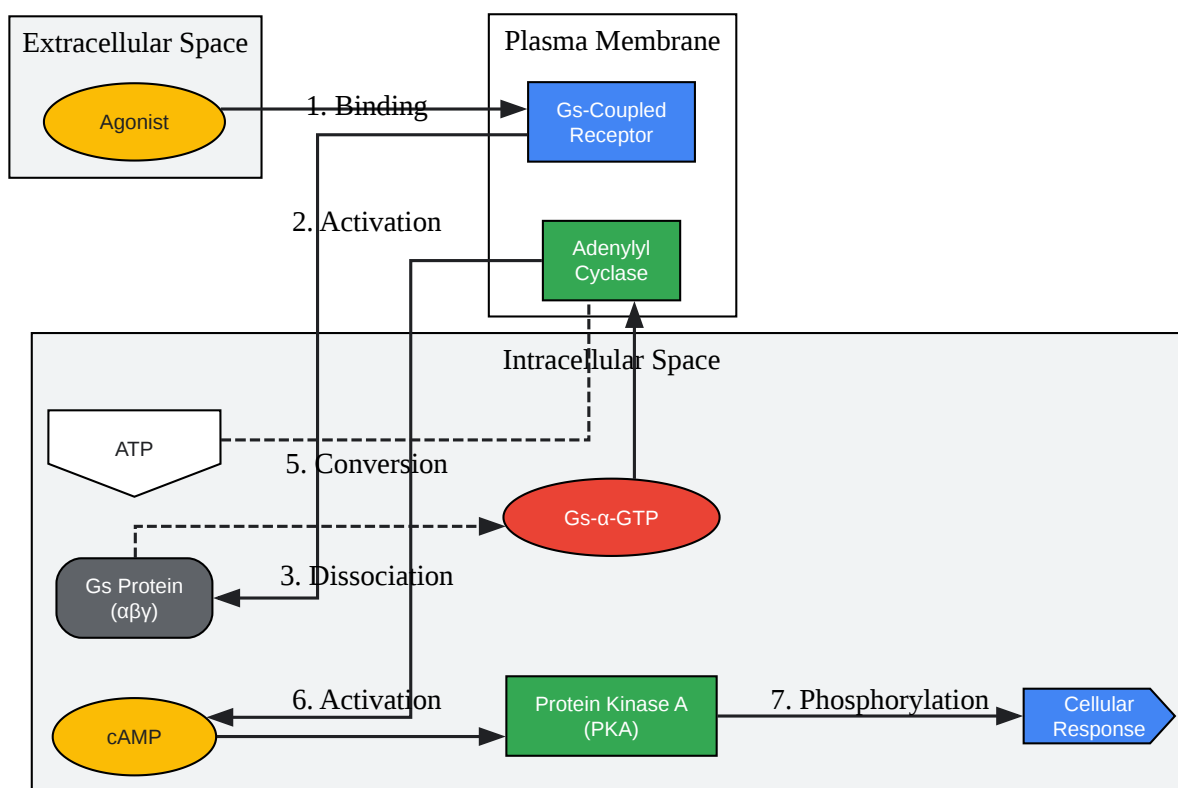 Extracellular Space
Plasma Membrane
Agonist
1. Binding
Gs-Coupled
Receptor
2. Activation
Adenylyl
Cyclase
Intracellular Space
ATP
5. Conversion
Gs-α-GTP
3. Dissociation
Gs Protein
(αβγ)
6. Activation
Protein Kinase A
(PKA)
7. Phosphorylation
Cellular
Response
cAMP